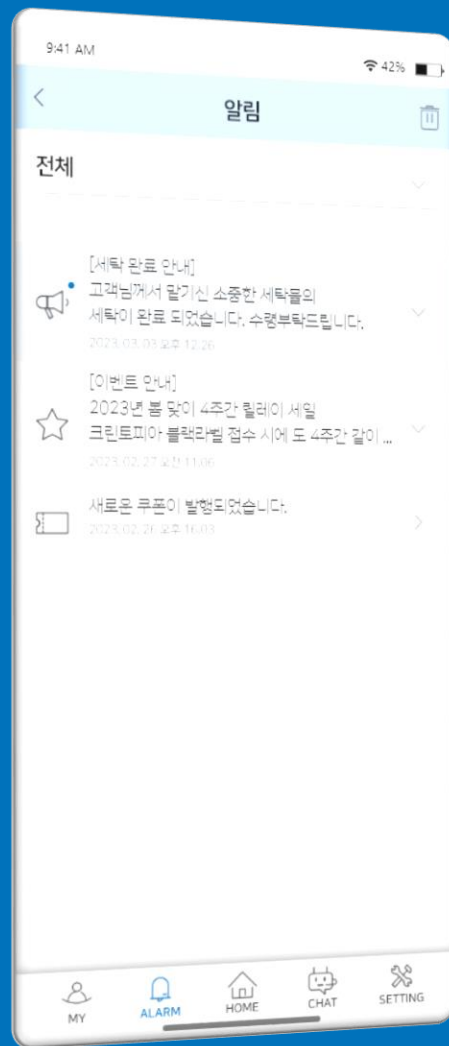 9:41 AM
42%
알림
전체
[세탁 완료 안내]
고객님께서 맡기신 소중한 세탁물의
세탁이 완료 되었습니다. 수령부탁드립니다.
2023.03.03 오후 12:26
[이벤트 안내]
2023년 봄 맞이 4주간 릴레이 세일
크린토피아 블랙라벨 접수 시에 도 4주간 같이 ...
2023.02.27 오전 11:06
새로운 쿠폰이 발행되었습니다.
2023.02.26 오후 16:03
MY
ALARM
HOME
CHAT
SETTING